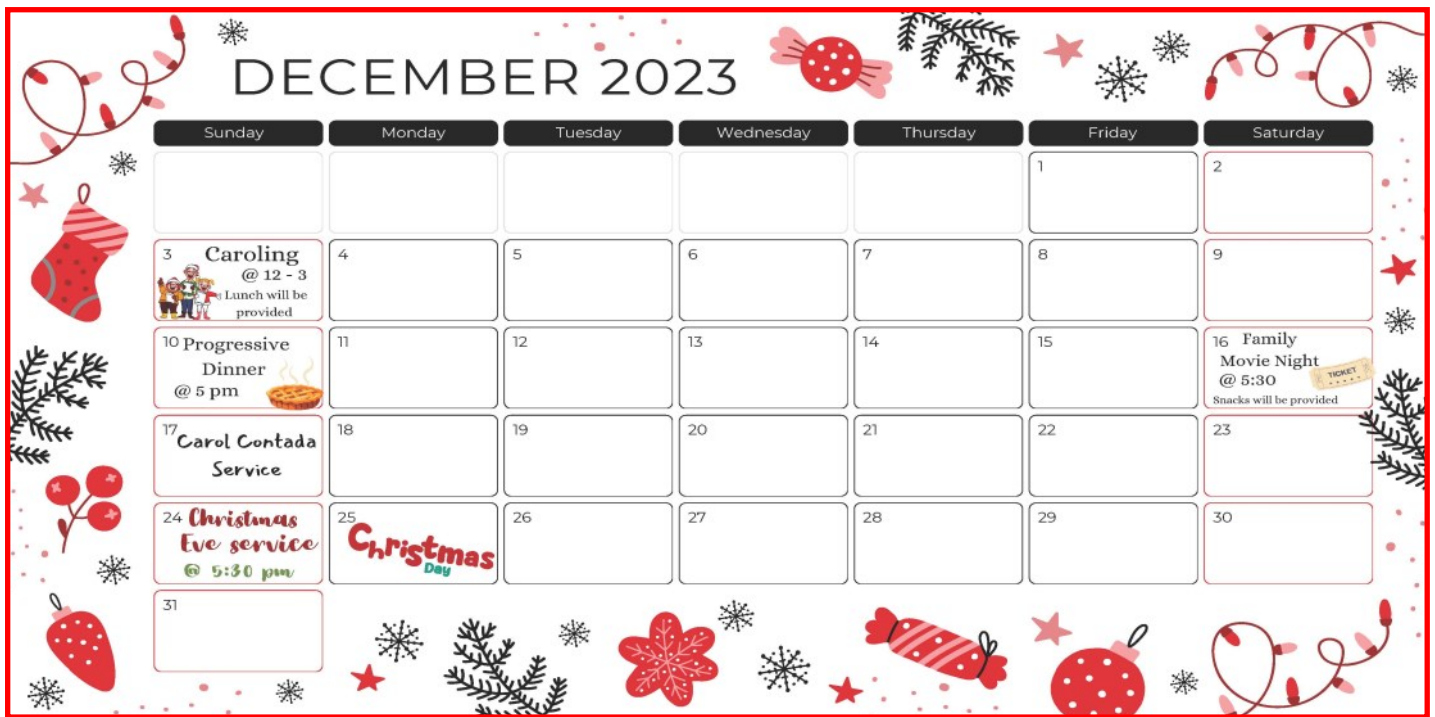 DECEMBER 2023
Sunday Monday Tuesday Wednesday Thursday Friday Saturday
1 2
3 Caroling 4 5 6 7 8 9
@ 12 - 3
Lunch will be
provided
10 Progressive 11 12 13 14 15 16 Family
Dinner Movie Night
@ 5 pm @ 5:30 TICKET
Snacks will be provided
17 Carol Contada 18 19 20 21 22 23
Service
24 Christmas 25 Christmas 26 27 28 29 30
Eve service Day
@ 5:30 pm
31